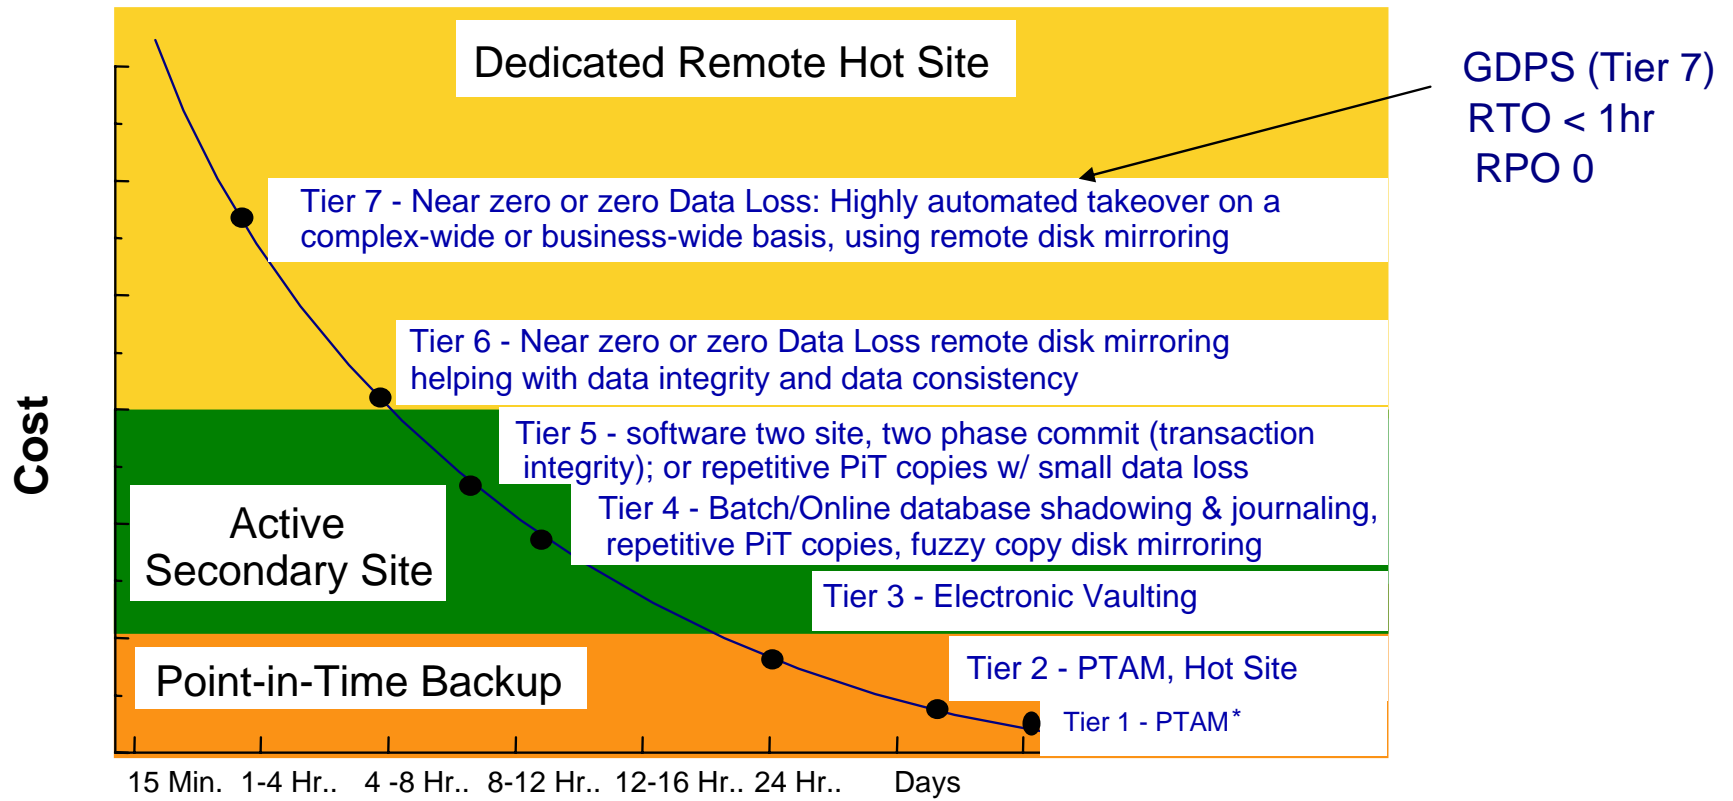 Dedicated Remote Hot Site
GDPS (Tier 7)
RTO < 1hr
RPO 0
Tier 7 - Near zero or zero Data Loss: Highly automated takeover on a
complex-wide or business-wide basis, using remote disk mirroring
Tier 6 - Near zero or zero Data Loss remote disk mirroring
helping with data integrity and data consistency
Cost
Tier 5 - software two site, two phase commit (transaction
integrity); or repetitive PiT copies w/ small data loss
Active
Secondary Site
Tier 4 - Batch/Online database shadowing & journaling,
repetitive PiT copies, fuzzy copy disk mirroring
Tier 3 - Electronic Vaulting
Point-in-Time Backup
Tier 2 - PTAM, Hot Site
Tier 1 - PTAM*
15 Min. 1-4 Hr.. 4 -8 Hr.. 8-12 Hr.. 12-16 Hr.. 24 Hr.. Days